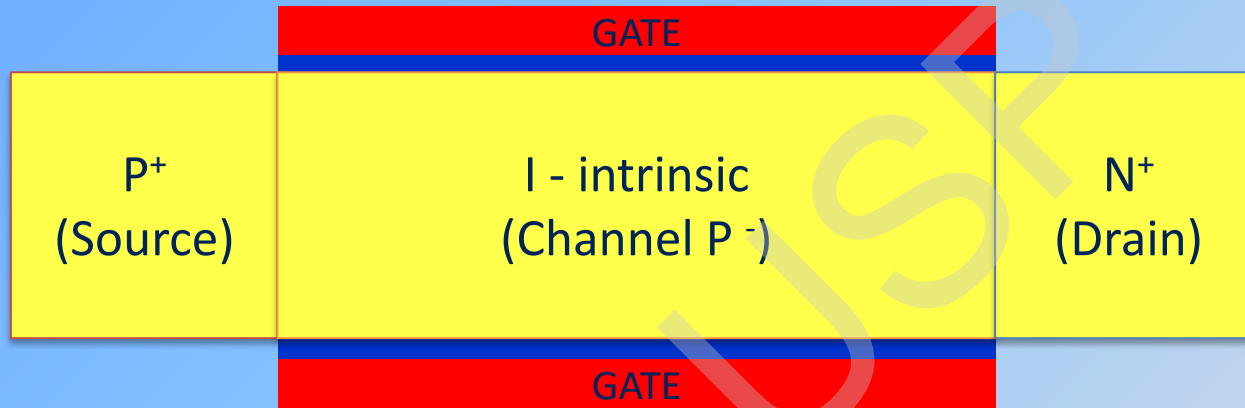 GATE
P⁺
(Source)
I - intrinsic
(Channel P ⁻)
N⁺
(Drain)
GATE
USP